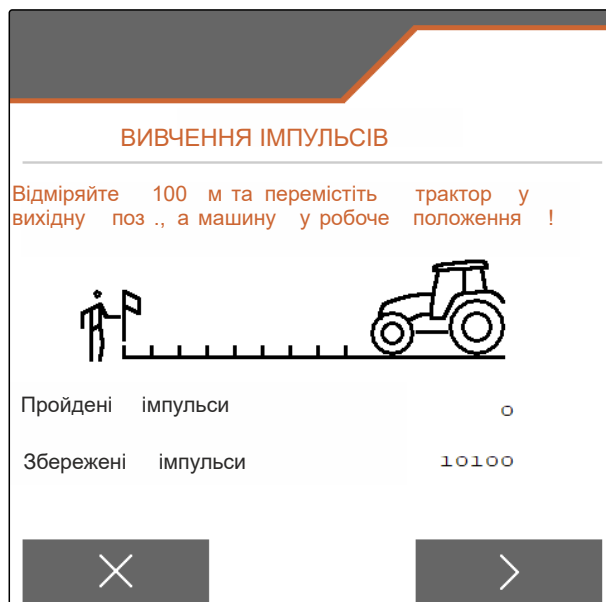 ВИВЧЕННЯ ІМПУЛЬСІВ
Відміряйте 100 м та перемістіть трактор у
вихідну поз ., а машину у робоче положення !
Пройдені імпульси 0
Збережені імпульси 10100